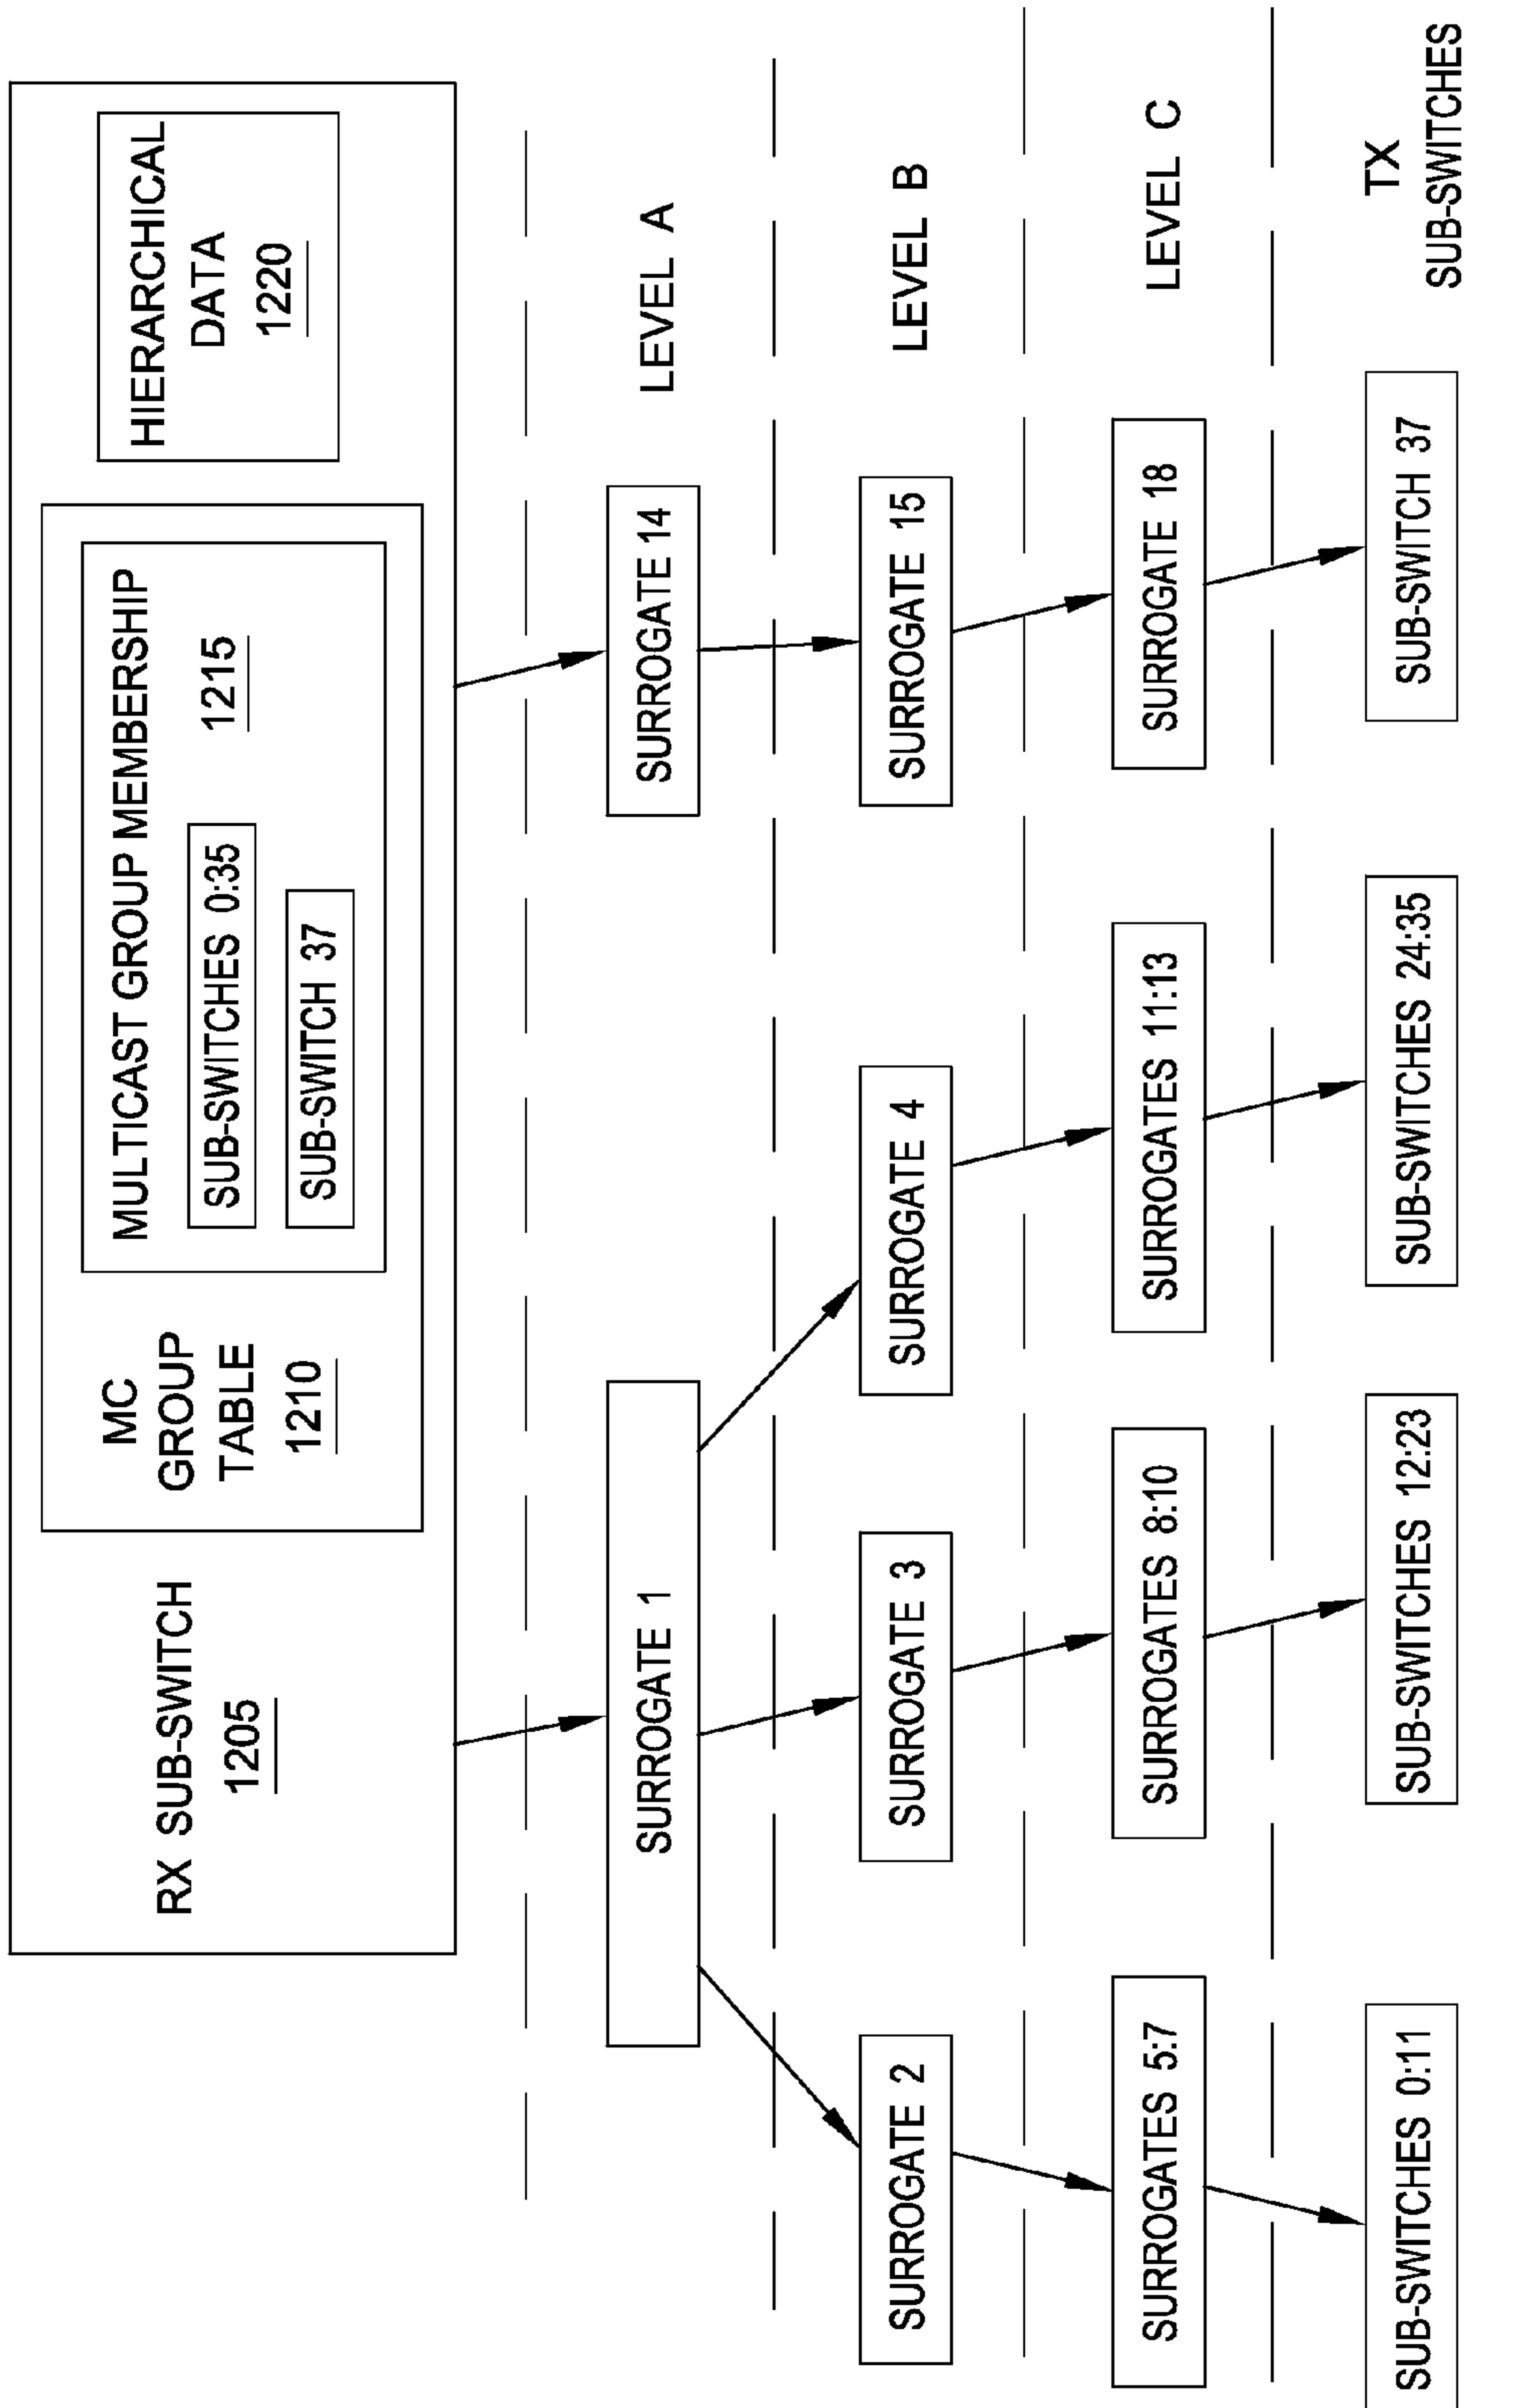 RX SUB-SWITCH
1205
MC
GROUP
TABLE
1210
MULTICAST GROUP MEMBERSHIP
1215
SUB-SWITCHES 0:35
SUB-SWITCH 37
HIERARCHICAL
DATA
1220
SURROGATE 1
SURROGATE 14
LEVEL A
SURROGATE 2
SURROGATE 3
SURROGATE 4
SURROGATE 15
LEVEL B
SURROGATES 5:7
SURROGATES 8:10
SURROGATES 11:13
SURROGATE 18
LEVEL C
SUB-SWITCHES 0:11
SUB-SWITCHES 12:23
SUB-SWITCHES 24:35
SUB-SWITCH 37
TX
SUB-SWITCHES